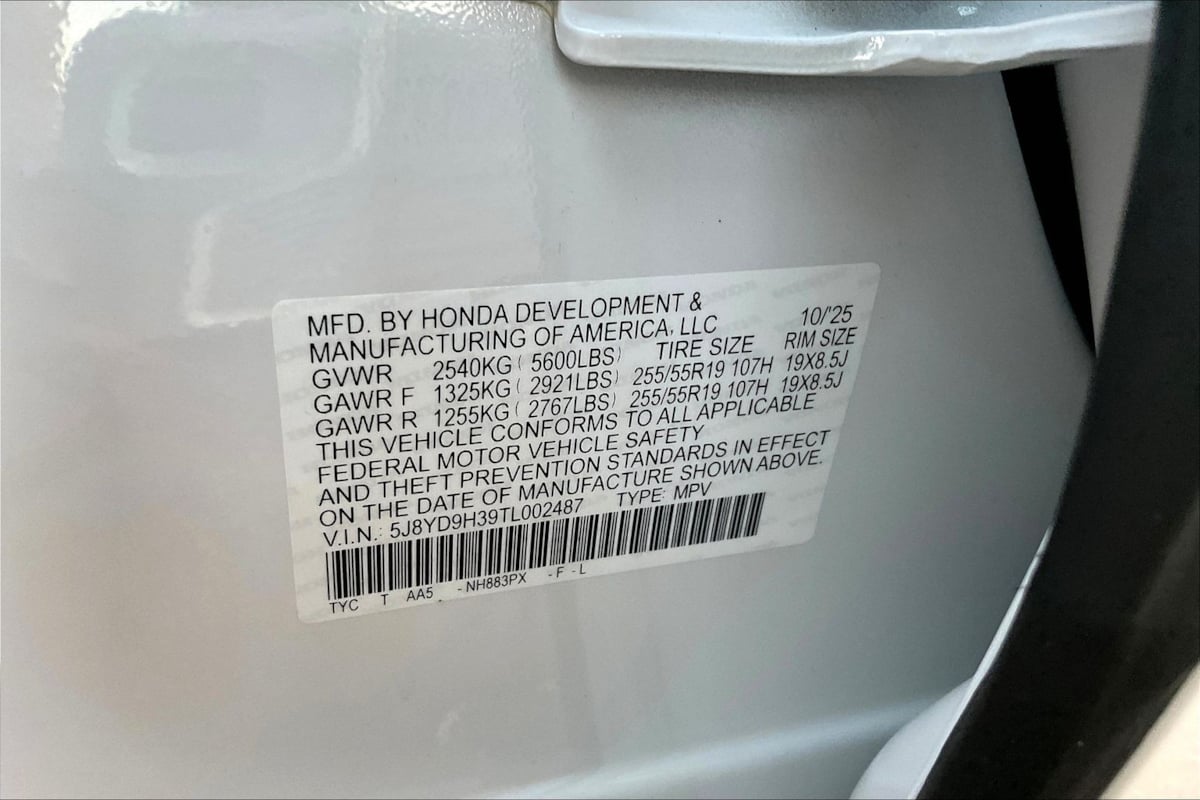 MFD. BY HONDA DEVELOPMENT &
MANUFACTURING OF AMERICA, LLC 10/'25
GVWR 2540KG ( 5600LBS) TIRE SIZE RIM SIZE
GAWR F 1325KG ( 2921LBS) 255/55R19 107H 19X8.5J
GAWR R 1255KG ( 2767LBS) 255/55R19 107H 19X8.5J
THIS VEHICLE CONFORMS TO ALL APPLICABLE
FEDERAL MOTOR VEHICLE SAFETY
AND THEFT PREVENTION STANDARDS IN EFFECT
ON THE DATE OF MANUFACTURE SHOWN ABOVE.
V.I.N.: 5J8YD9H39TL002487 TYPE: MPV
TYC T AA5 - NH883PX - F - L